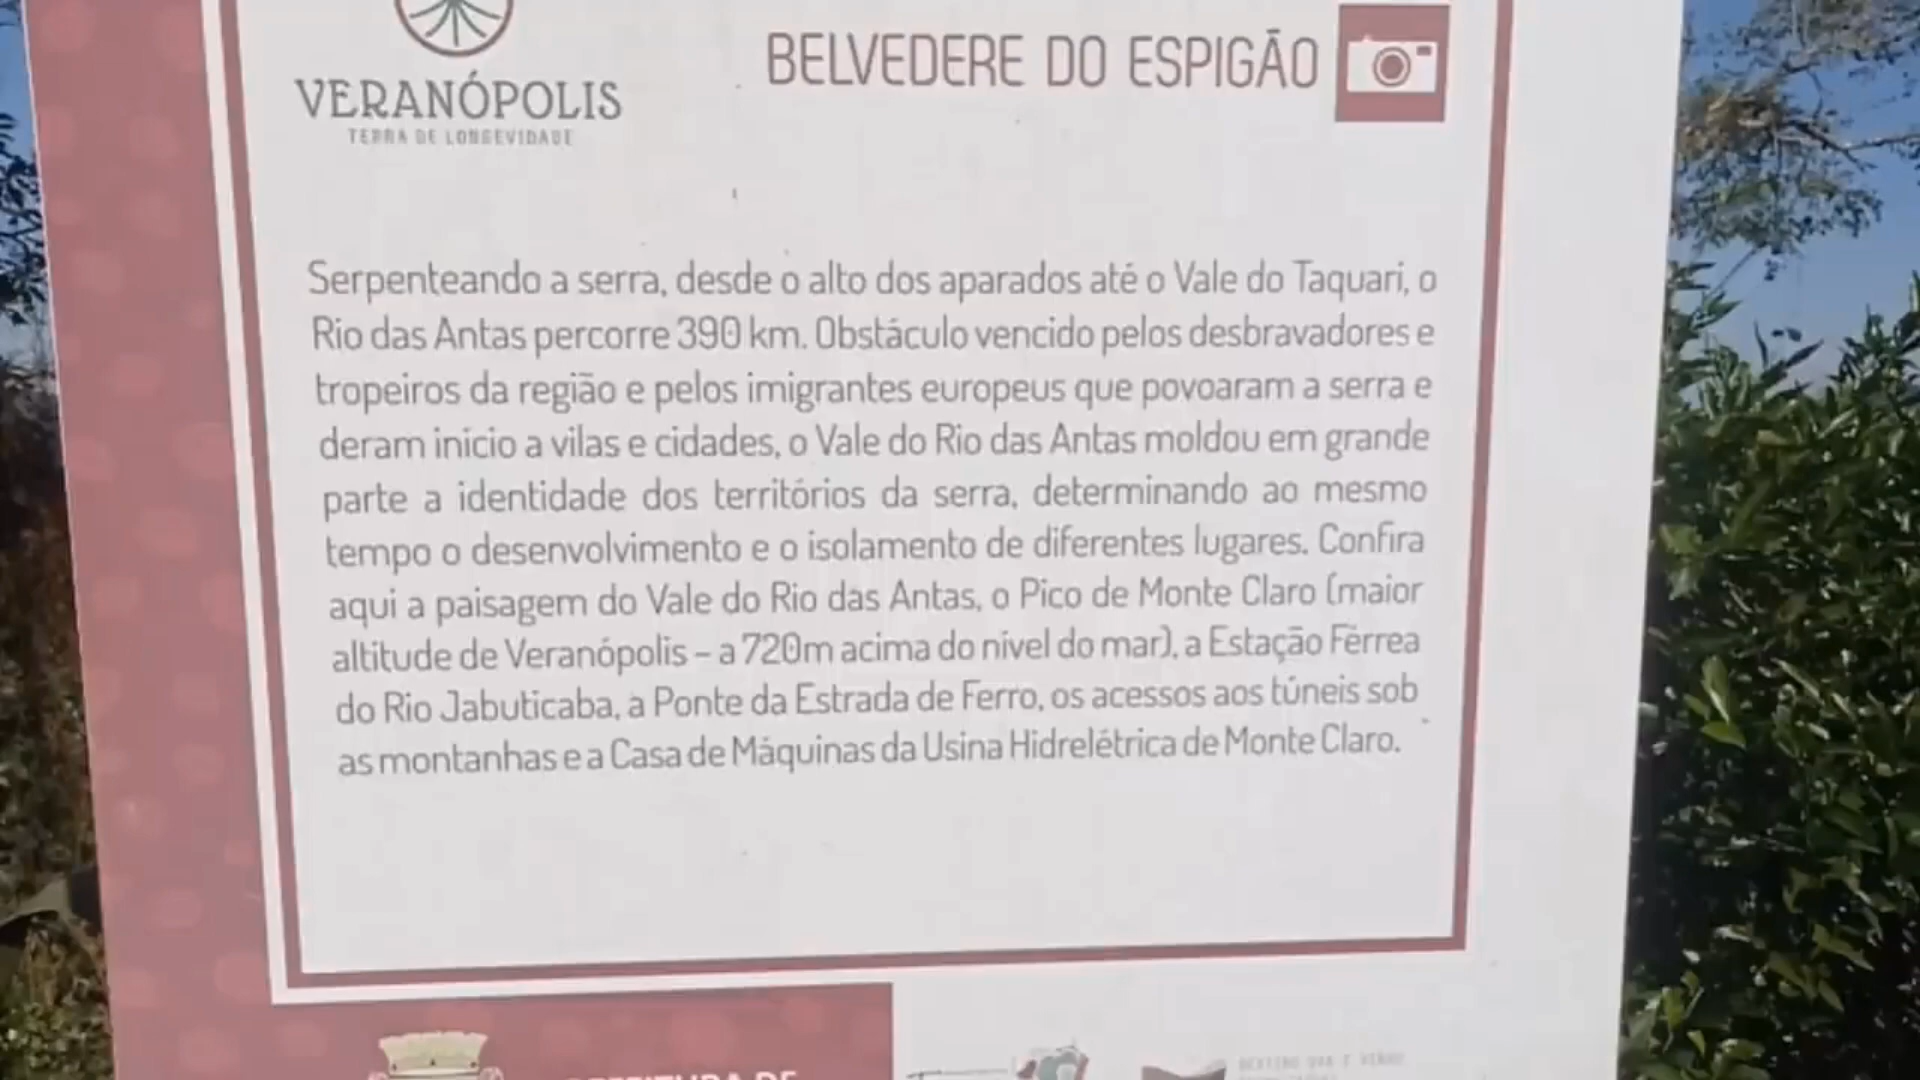 VERANÓPOLIS
TERRA DE LONGEVIDADE
BELVEDERE DO ESPIGÃO
Serpenteando a serra, desde o alto dos aparados até o Vale do Taquari, o
Rio das Antas percorre 390 km. Obstáculo vencido pelos desbravadores e
tropeiros da região e pelos imigrantes europeus que povoaram a serra e
deram início a vilas e cidades, o Vale do Rio das Antas moldou em grande
parte a identidade dos territórios da serra, determinando ao mesmo
tempo o desenvolvimento e o isolamento de diferentes lugares. Confira
aqui a paisagem do Vale do Rio das Antas, o Pico de Monte Claro (maior
altitude de Veranópolis – a 720m acima do nível do mar), a Estação Férrea
do Rio Jabuticaba, a Ponte da Estrada de Ferro, os acessos aos túneis sob
as montanhas e a Casa de Máquinas da Usina Hidrelétrica de Monte Claro.
PREFEITURA DE